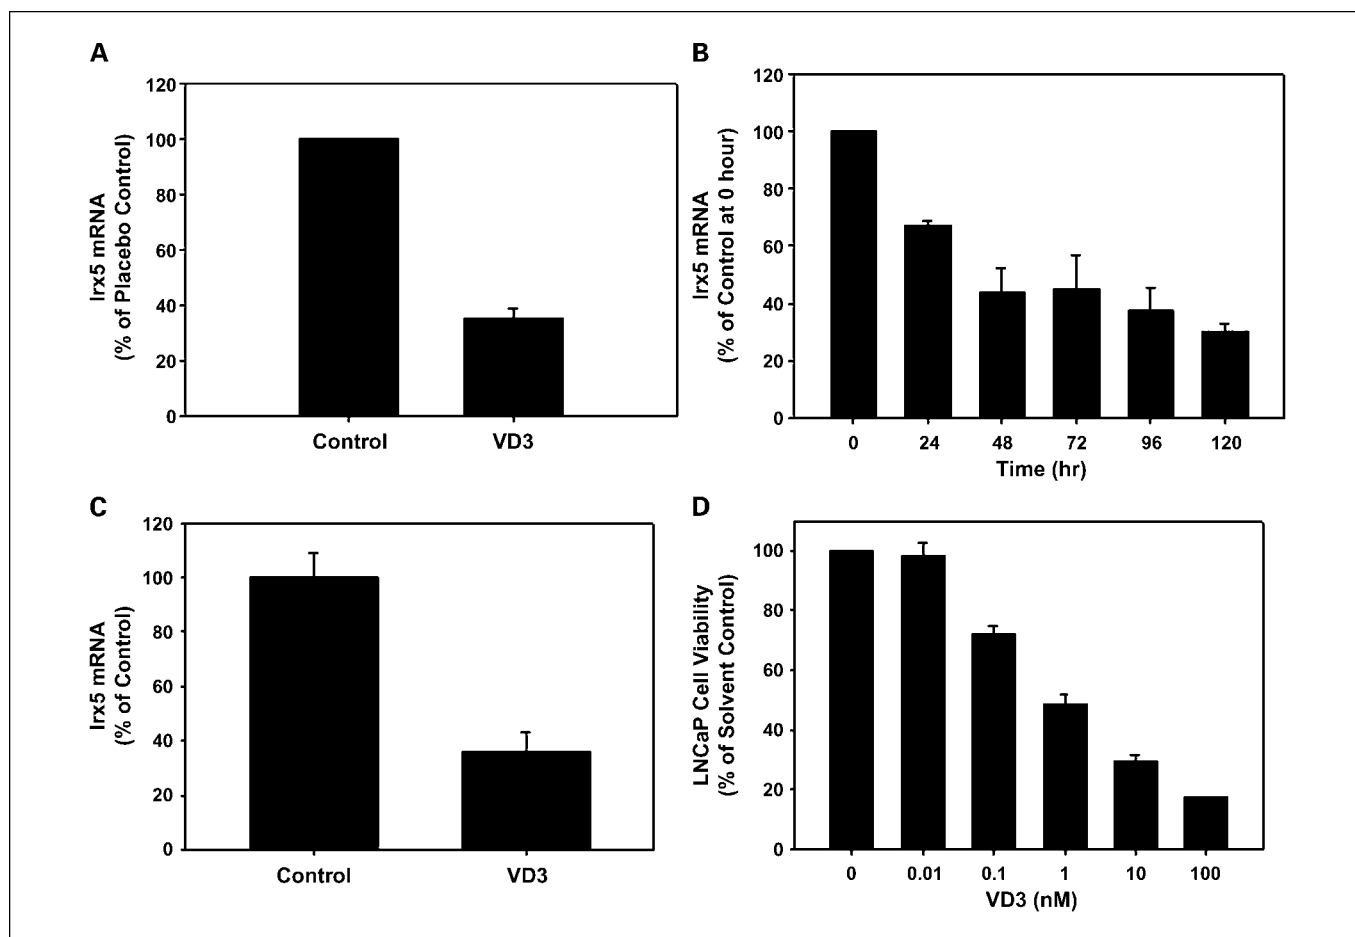 A
Irx5 mRNA
(% of Placebo Control)
120
100
80
60
40
20
0
Control VD3
B
Irx5 mRNA
(% of Control at 0 hour)
120
100
80
60
40
20
0
0 24 48 72 96 120
Time (hr)
C
Irx5 mRNA
(% of Control)
120
100
80
60
40
20
0
Control VD3
D
LNCaP Cell Viability
(% of Solvent Control)
100
80
60
40
20
0
0 0.01 0.1 1 10 100
VD3 (nM)